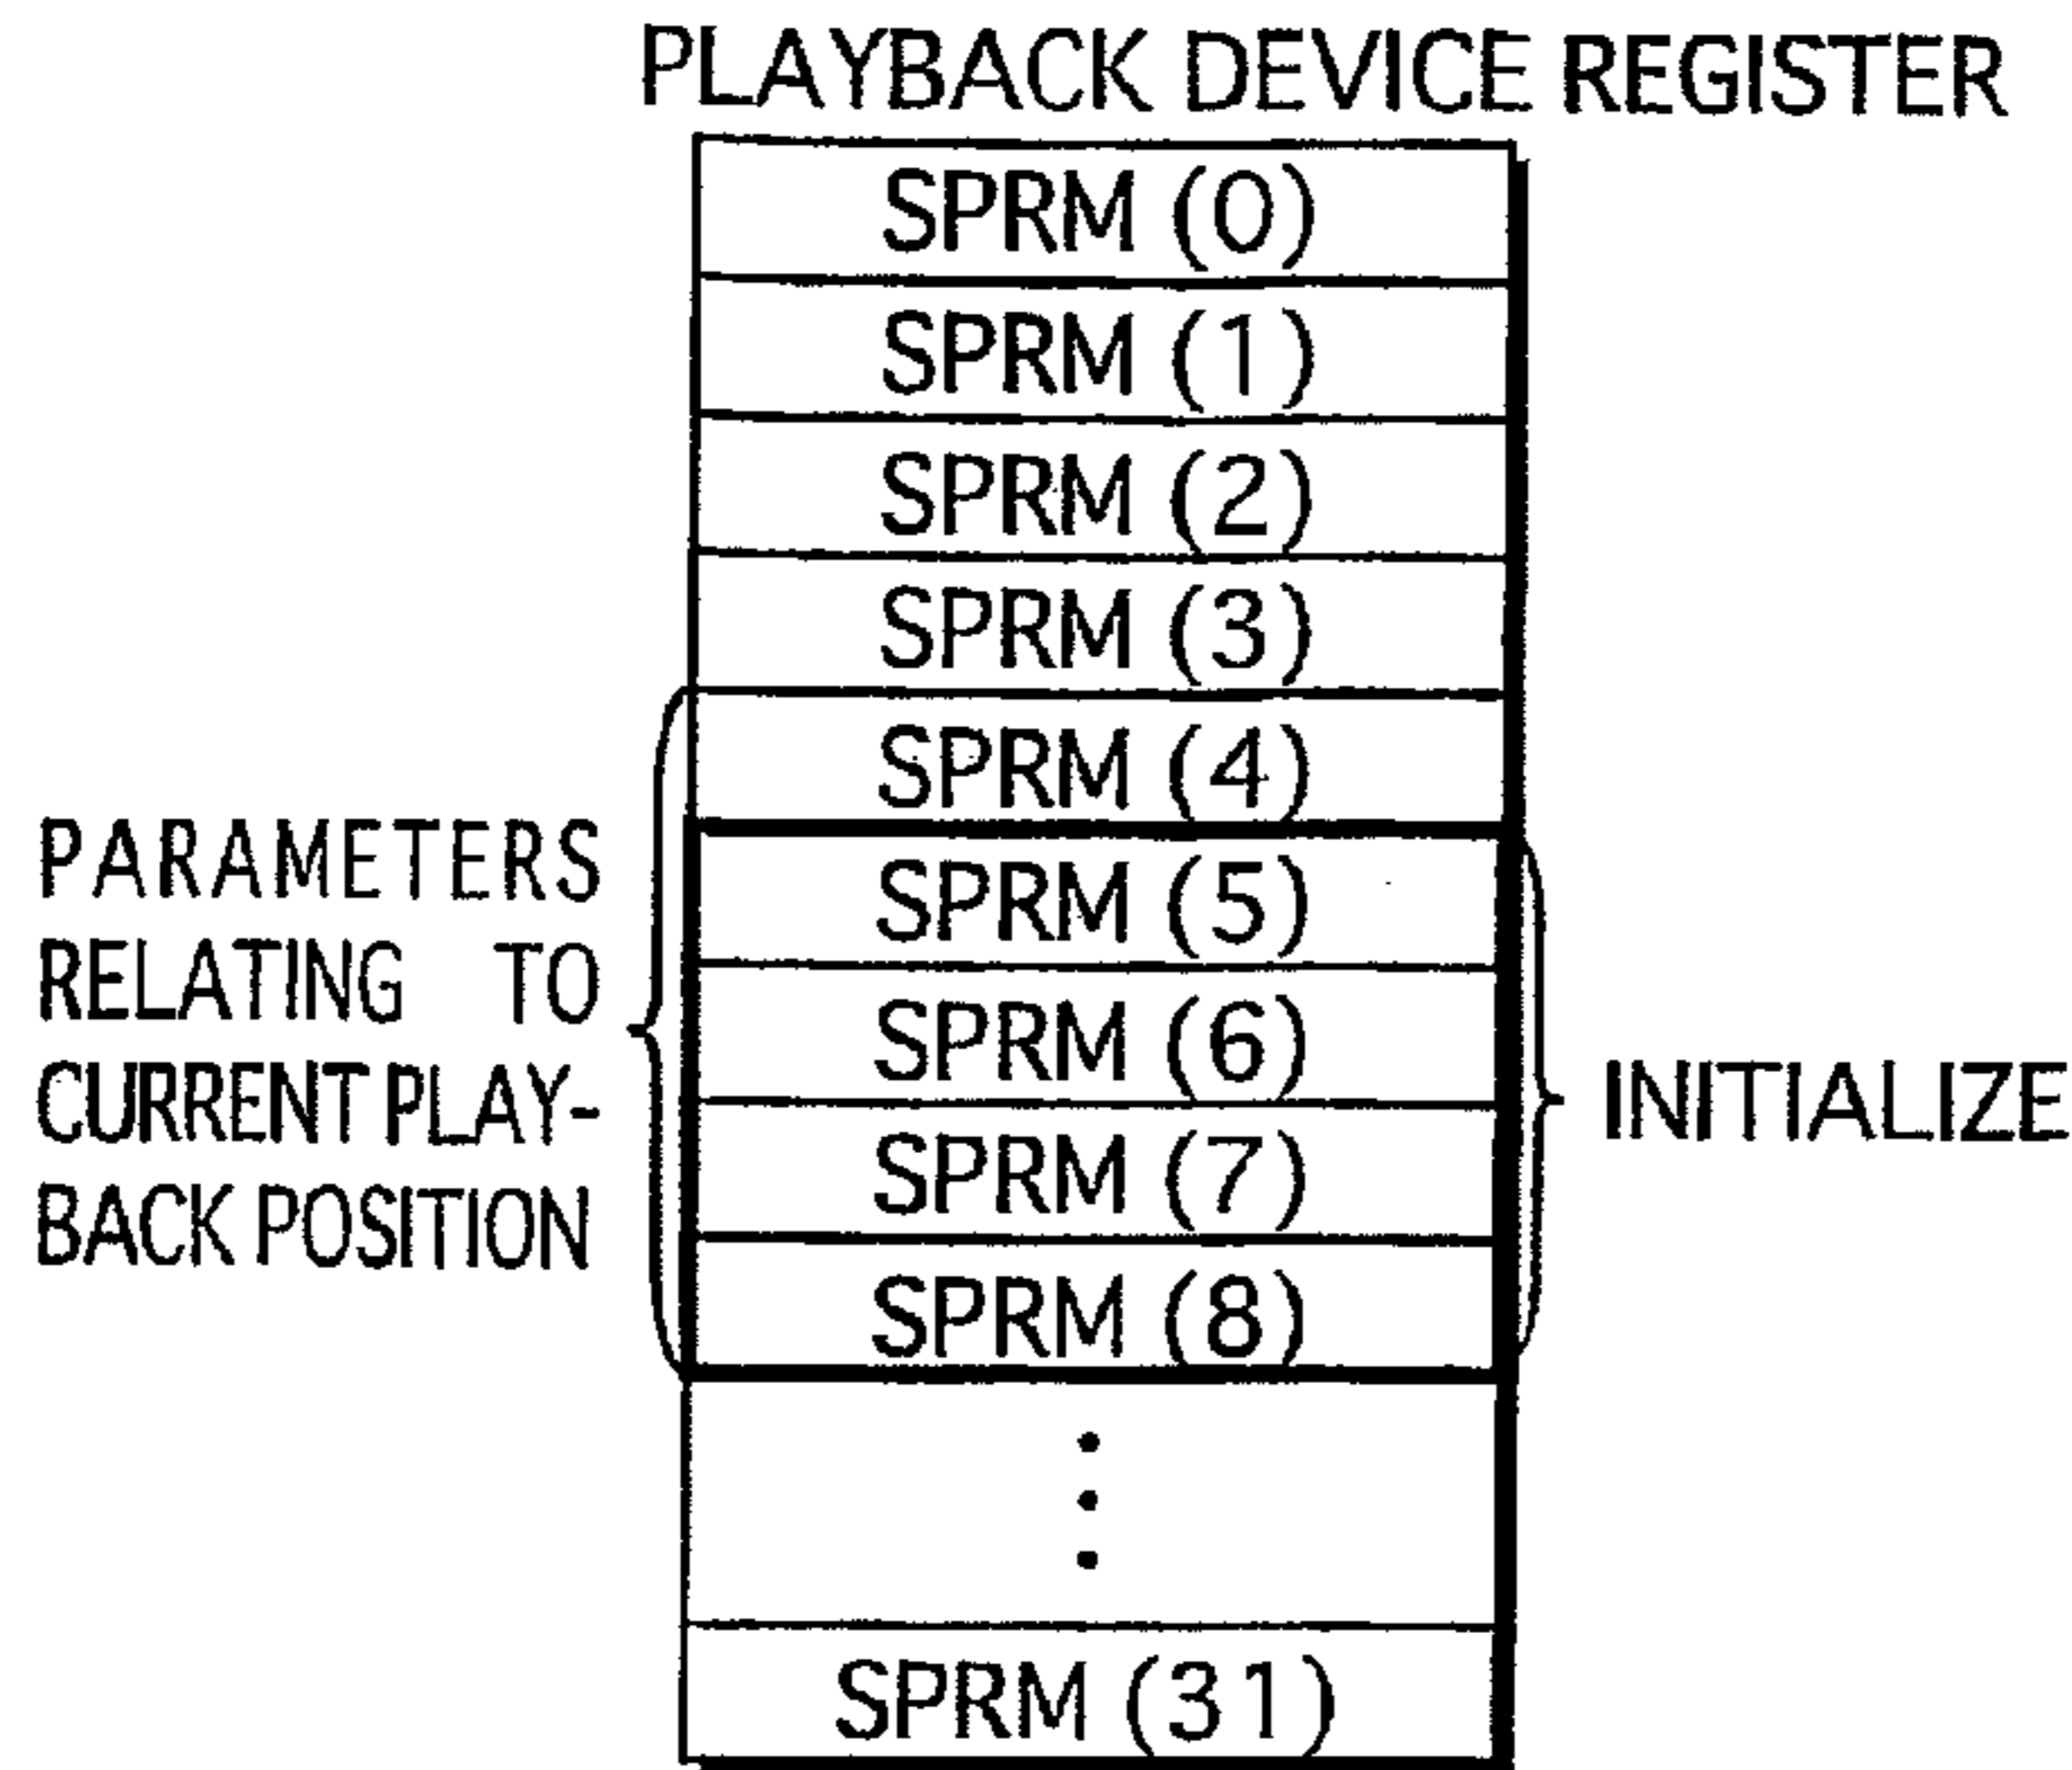 PLAYBACK DEVICE REGISTER
SPRM (0)
SPRM (1)
SPRM (2)
SPRM (3)
SPRM (4)
SPRM (5)
SPRM (6)
SPRM (7)
SPRM (8)
SPRM (31)
PARAMETERS
RELATING TO
CURRENT PLAY-
BACK POSITION
INITIALIZE